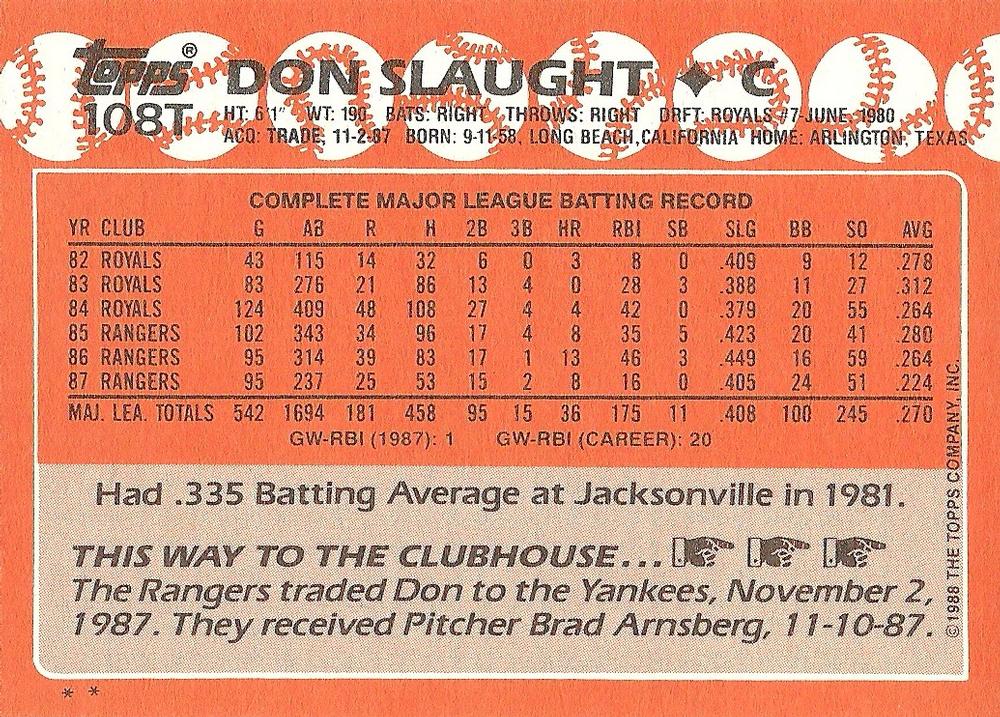 topps®
108T
DON SLAUGHT ✦ C
HT: 6'1" WT: 190 BATS: RIGHT THROWS: RIGHT DRFT: ROYALS #7-JUNE, 1980
ACQ: TRADE, 11-2-87 BORN: 9-11-58, LONG BEACH, CALIFORNIA HOME: ARLINGTON, TEXAS
COMPLETE MAJOR LEAGUE BATTING RECORD
YR CLUB G AB R H 2B 3B HR RBI SB SLG BB SO AVG
82 ROYALS 43 115 14 32 6 0 3 8 0 .409 9 12 .278
83 ROYALS 83 276 21 86 13 4 0 28 3 .388 11 27 .312
84 ROYALS 124 409 48 108 27 4 4 42 0 .379 20 55 .264
85 RANGERS 102 343 34 96 17 4 8 35 5 .423 20 41 .280
86 RANGERS 95 314 39 83 17 1 13 46 3 .449 16 59 .264
87 RANGERS 95 237 25 53 15 2 8 16 0 .405 24 51 .224
MAJ. LEA. TOTALS 542 1694 181 458 95 15 36 175 11 .408 100 245 .270
GW-RBI (1987): 1 GW-RBI (CAREER): 20
Had .335 Batting Average at Jacksonville in 1981.
THIS WAY TO THE CLUBHOUSE...
The Rangers traded Don to the Yankees, November 2,
1987. They received Pitcher Brad Arnsberg, 11-10-87.
©1988 THE TOPPS COMPANY, INC.
* *